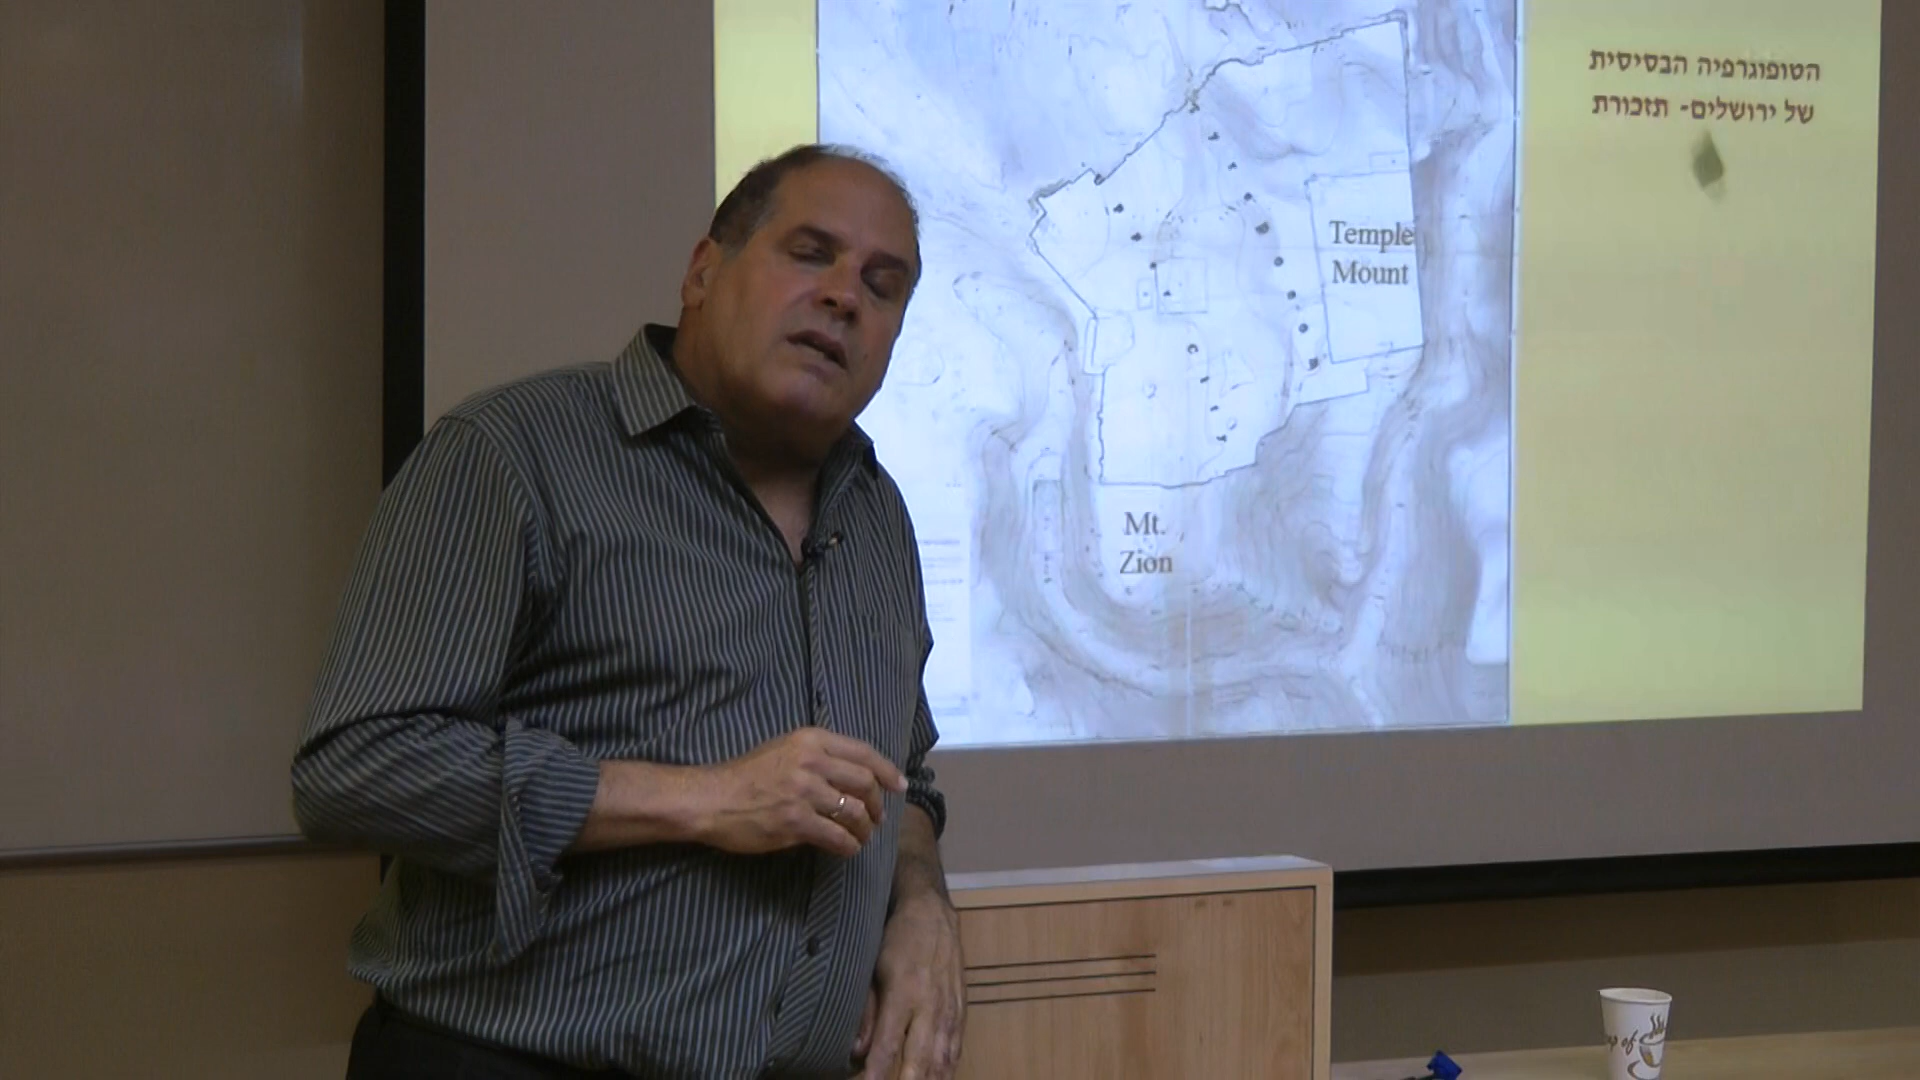 הטופוגרפיה הבסיסית
של ירושלים- תזכורת
Temple
Mount
Mt.
Zion